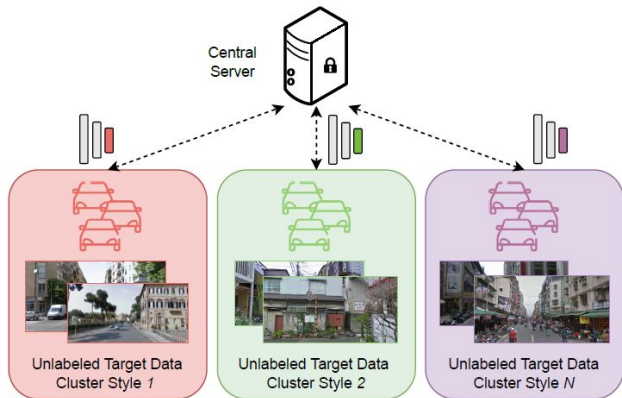 Central
Server
Unlabeled Target Data
Cluster Style 1
Unlabeled Target Data
Cluster Style 2
Unlabeled Target Data
Cluster Style N